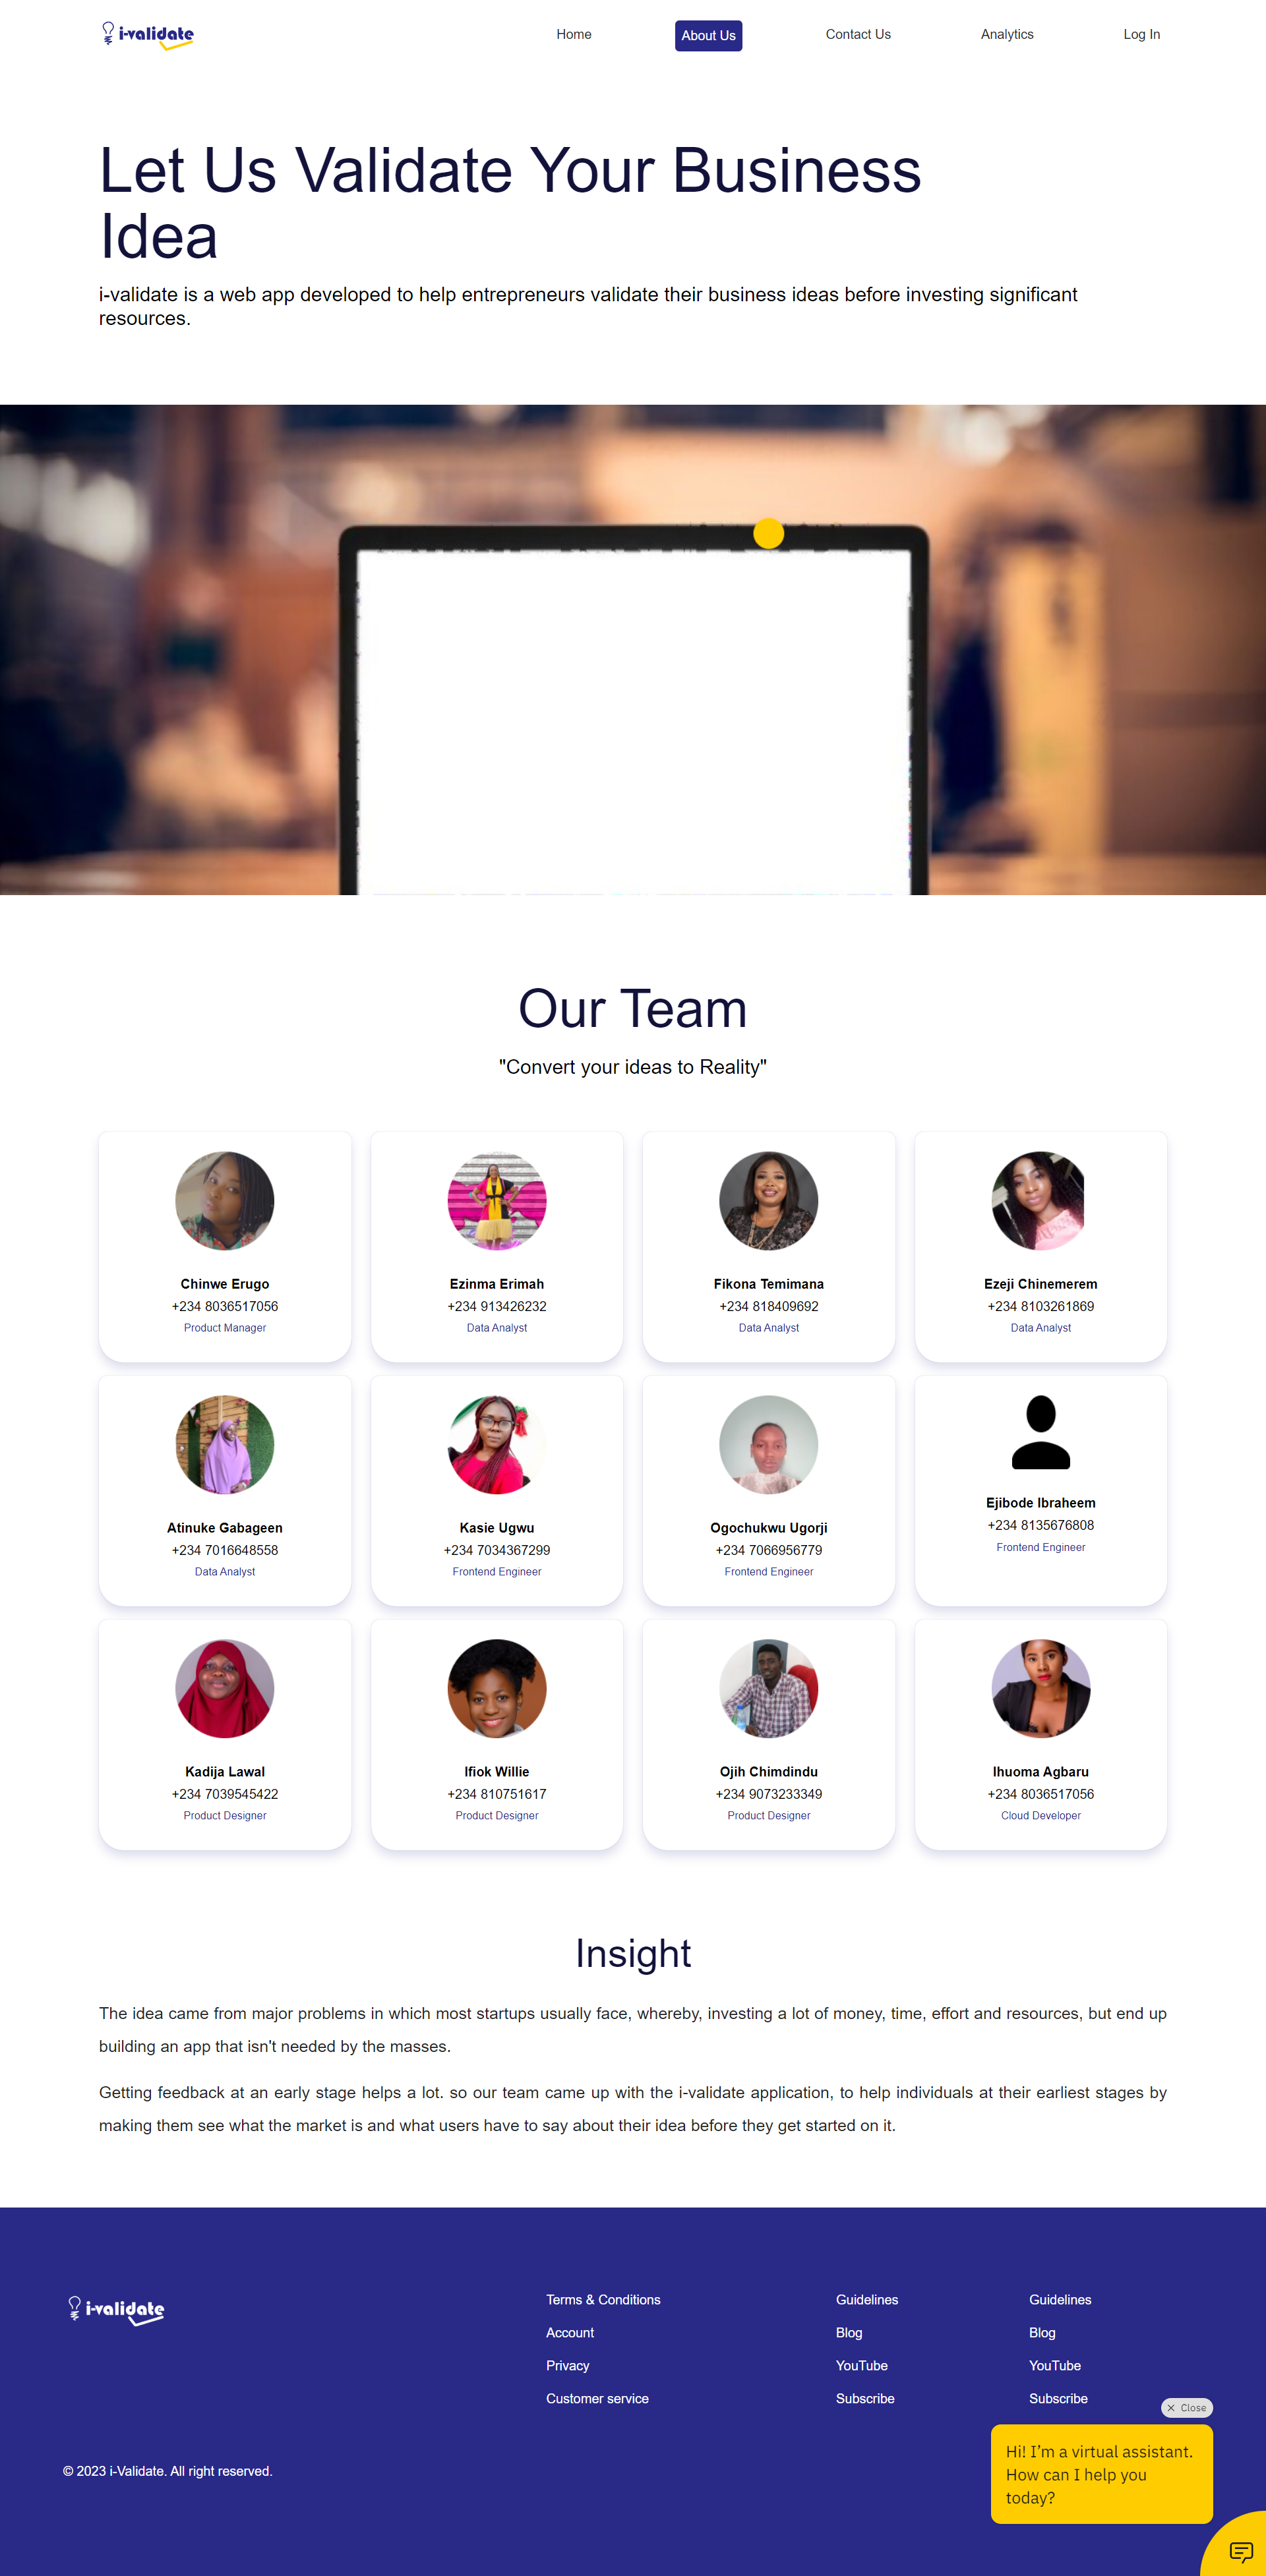 i-validate
Home
About Us
Contact Us
Analytics
Log In
Let Us Validate Your Business
Idea
i-validate is a web app developed to help entrepreneurs validate their business ideas before investing significant
resources.
Our Team
"Convert your ideas to Reality"
Chinwe Erugo
+234 8036517056
Product Manager
Ezinma Erimah
+234 913426232
Data Analyst
Fikona Temimana
+234 818409692
Data Analyst
Ezeji Chinemerem
+234 8103261869
Data Analyst
Atinuke Gabageen
+234 7016648558
Data Analyst
Kasie Ugwu
+234 7034367299
Frontend Engineer
Ogochukwu Ugorji
+234 7066956779
Frontend Engineer
Ejibode Ibraheem
+234 8135676808
Frontend Engineer
Kadija Lawal
+234 7039545422
Product Designer
Ifiok Willie
+234 810751617
Product Designer
Ojih Chimdindu
+234 9073233349
Product Designer
Ihuoma Agbaru
+234 8036517056
Cloud Developer
Insight
The idea came from major problems in which most startups usually face, whereby, investing a lot of money, time, effort and resources, but end up
building an app that isn't needed by the masses.
Getting feedback at an early stage helps a lot. so our team came up with the i-validate application, to help individuals at their earliest stages by
making them see what the market is and what users have to say about their idea before they get started on it.
i-validate
Terms & Conditions
Account
Privacy
Customer service
Guidelines
Blog
YouTube
Subscribe
Guidelines
Blog
YouTube
Subscribe
© 2023 i-Validate. All right reserved.
Close
Hi! I'm a virtual assistant.
How can I help you
today?